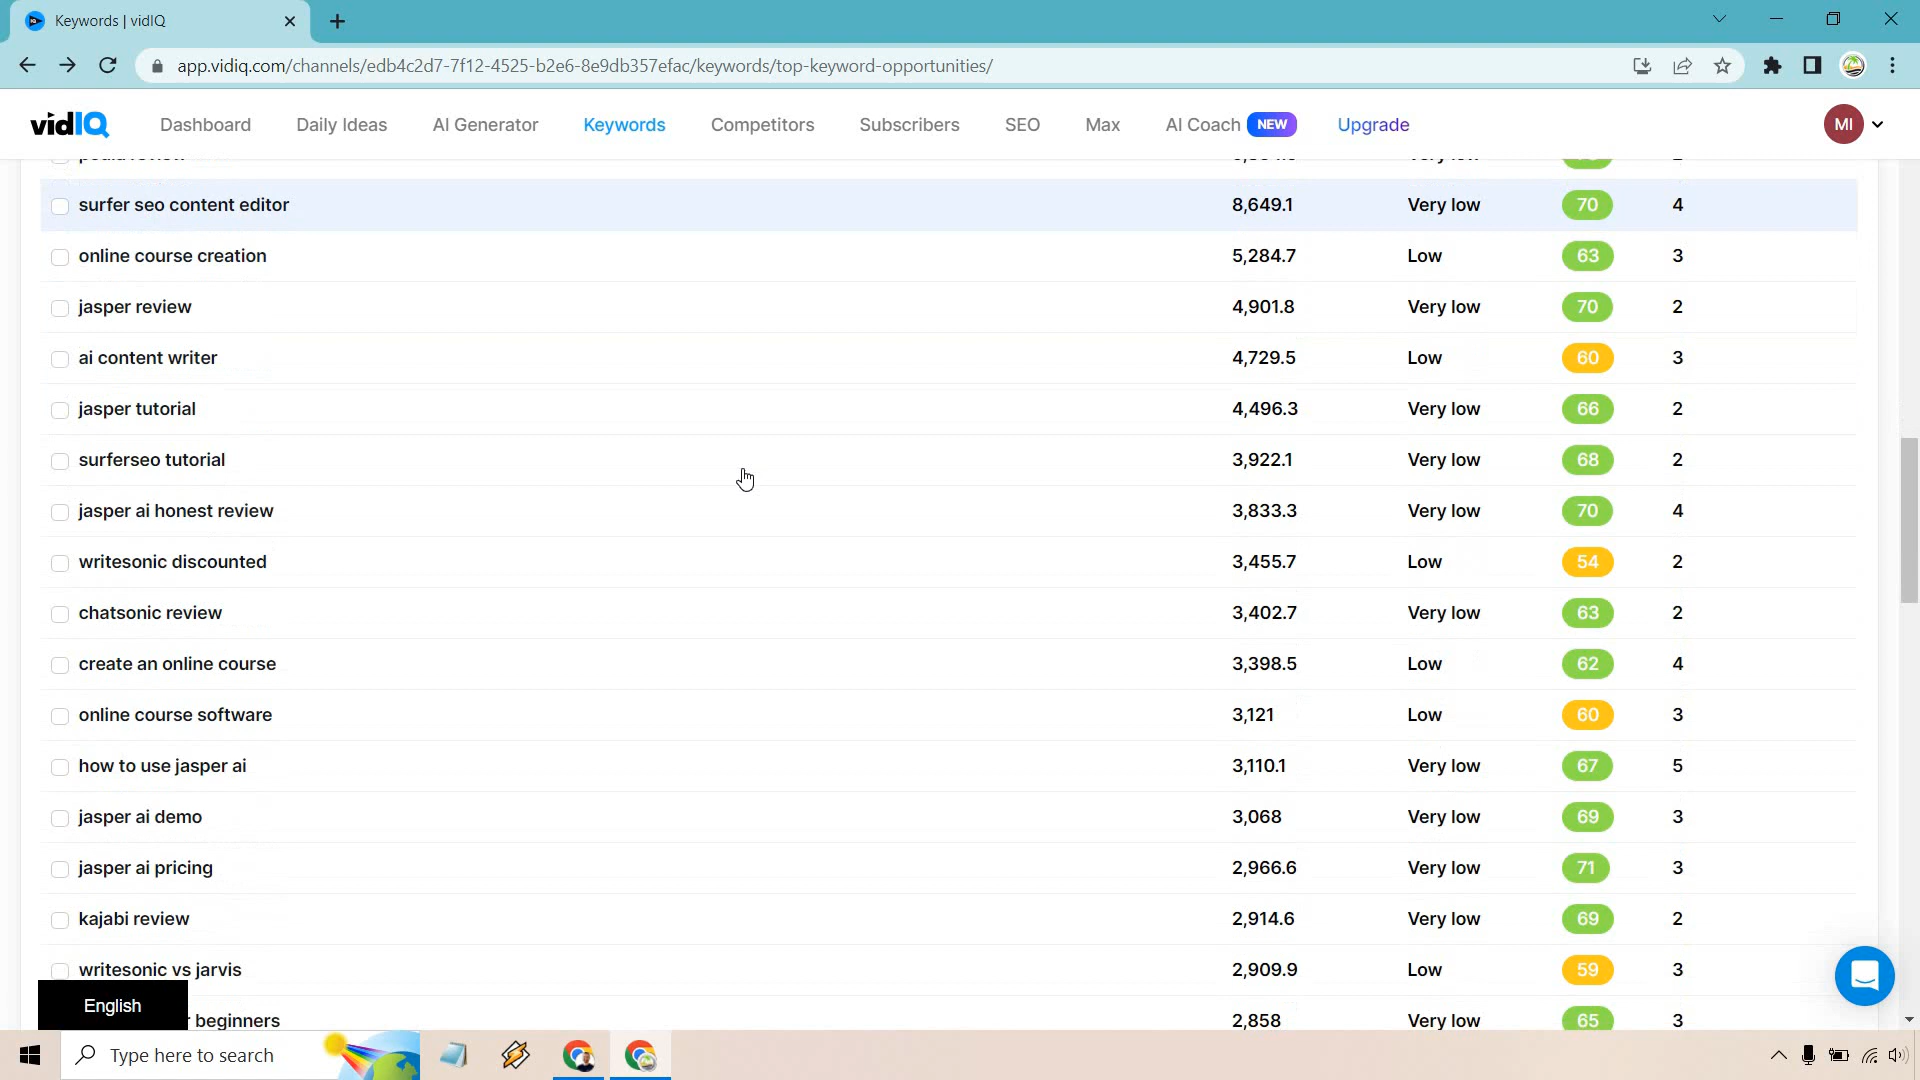 Keywords | vidIQ
app.vidiq.com/channels/edb4c2d7-7f12-4525-b2e6-8e9db357efac/keywords/top-keyword-opportunities/
vidIQ Dashboard Daily Ideas AI Generator Keywords Competitors Subscribers SEO Max AI Coach NEW Upgrade MI
surfer seo content editor 8,649.1 Very low 70 4
online course creation 5,284.7 Low 63 3
jasper review 4,901.8 Very low 70 2
ai content writer 4,729.5 Low 60 3
jasper tutorial 4,496.3 Very low 66 2
surferseo tutorial 3,922.1 Very low 68 2
jasper ai honest review 3,833.3 Very low 70 4
writesonic discounted 3,455.7 Low 54 2
chatsonic review 3,402.7 Very low 63 2
create an online course 3,398.5 Low 62 4
online course software 3,121 Low 60 3
how to use jasper ai 3,110.1 Very low 67 5
jasper ai demo 3,068 Very low 69 3
jasper ai pricing 2,966.6 Very low 71 3
kajabi review 2,914.6 Very low 69 2
writesonic vs jarvis 2,909.9 Low 59 3
English
beginners 2,858 Very low 65 3
Type here to search